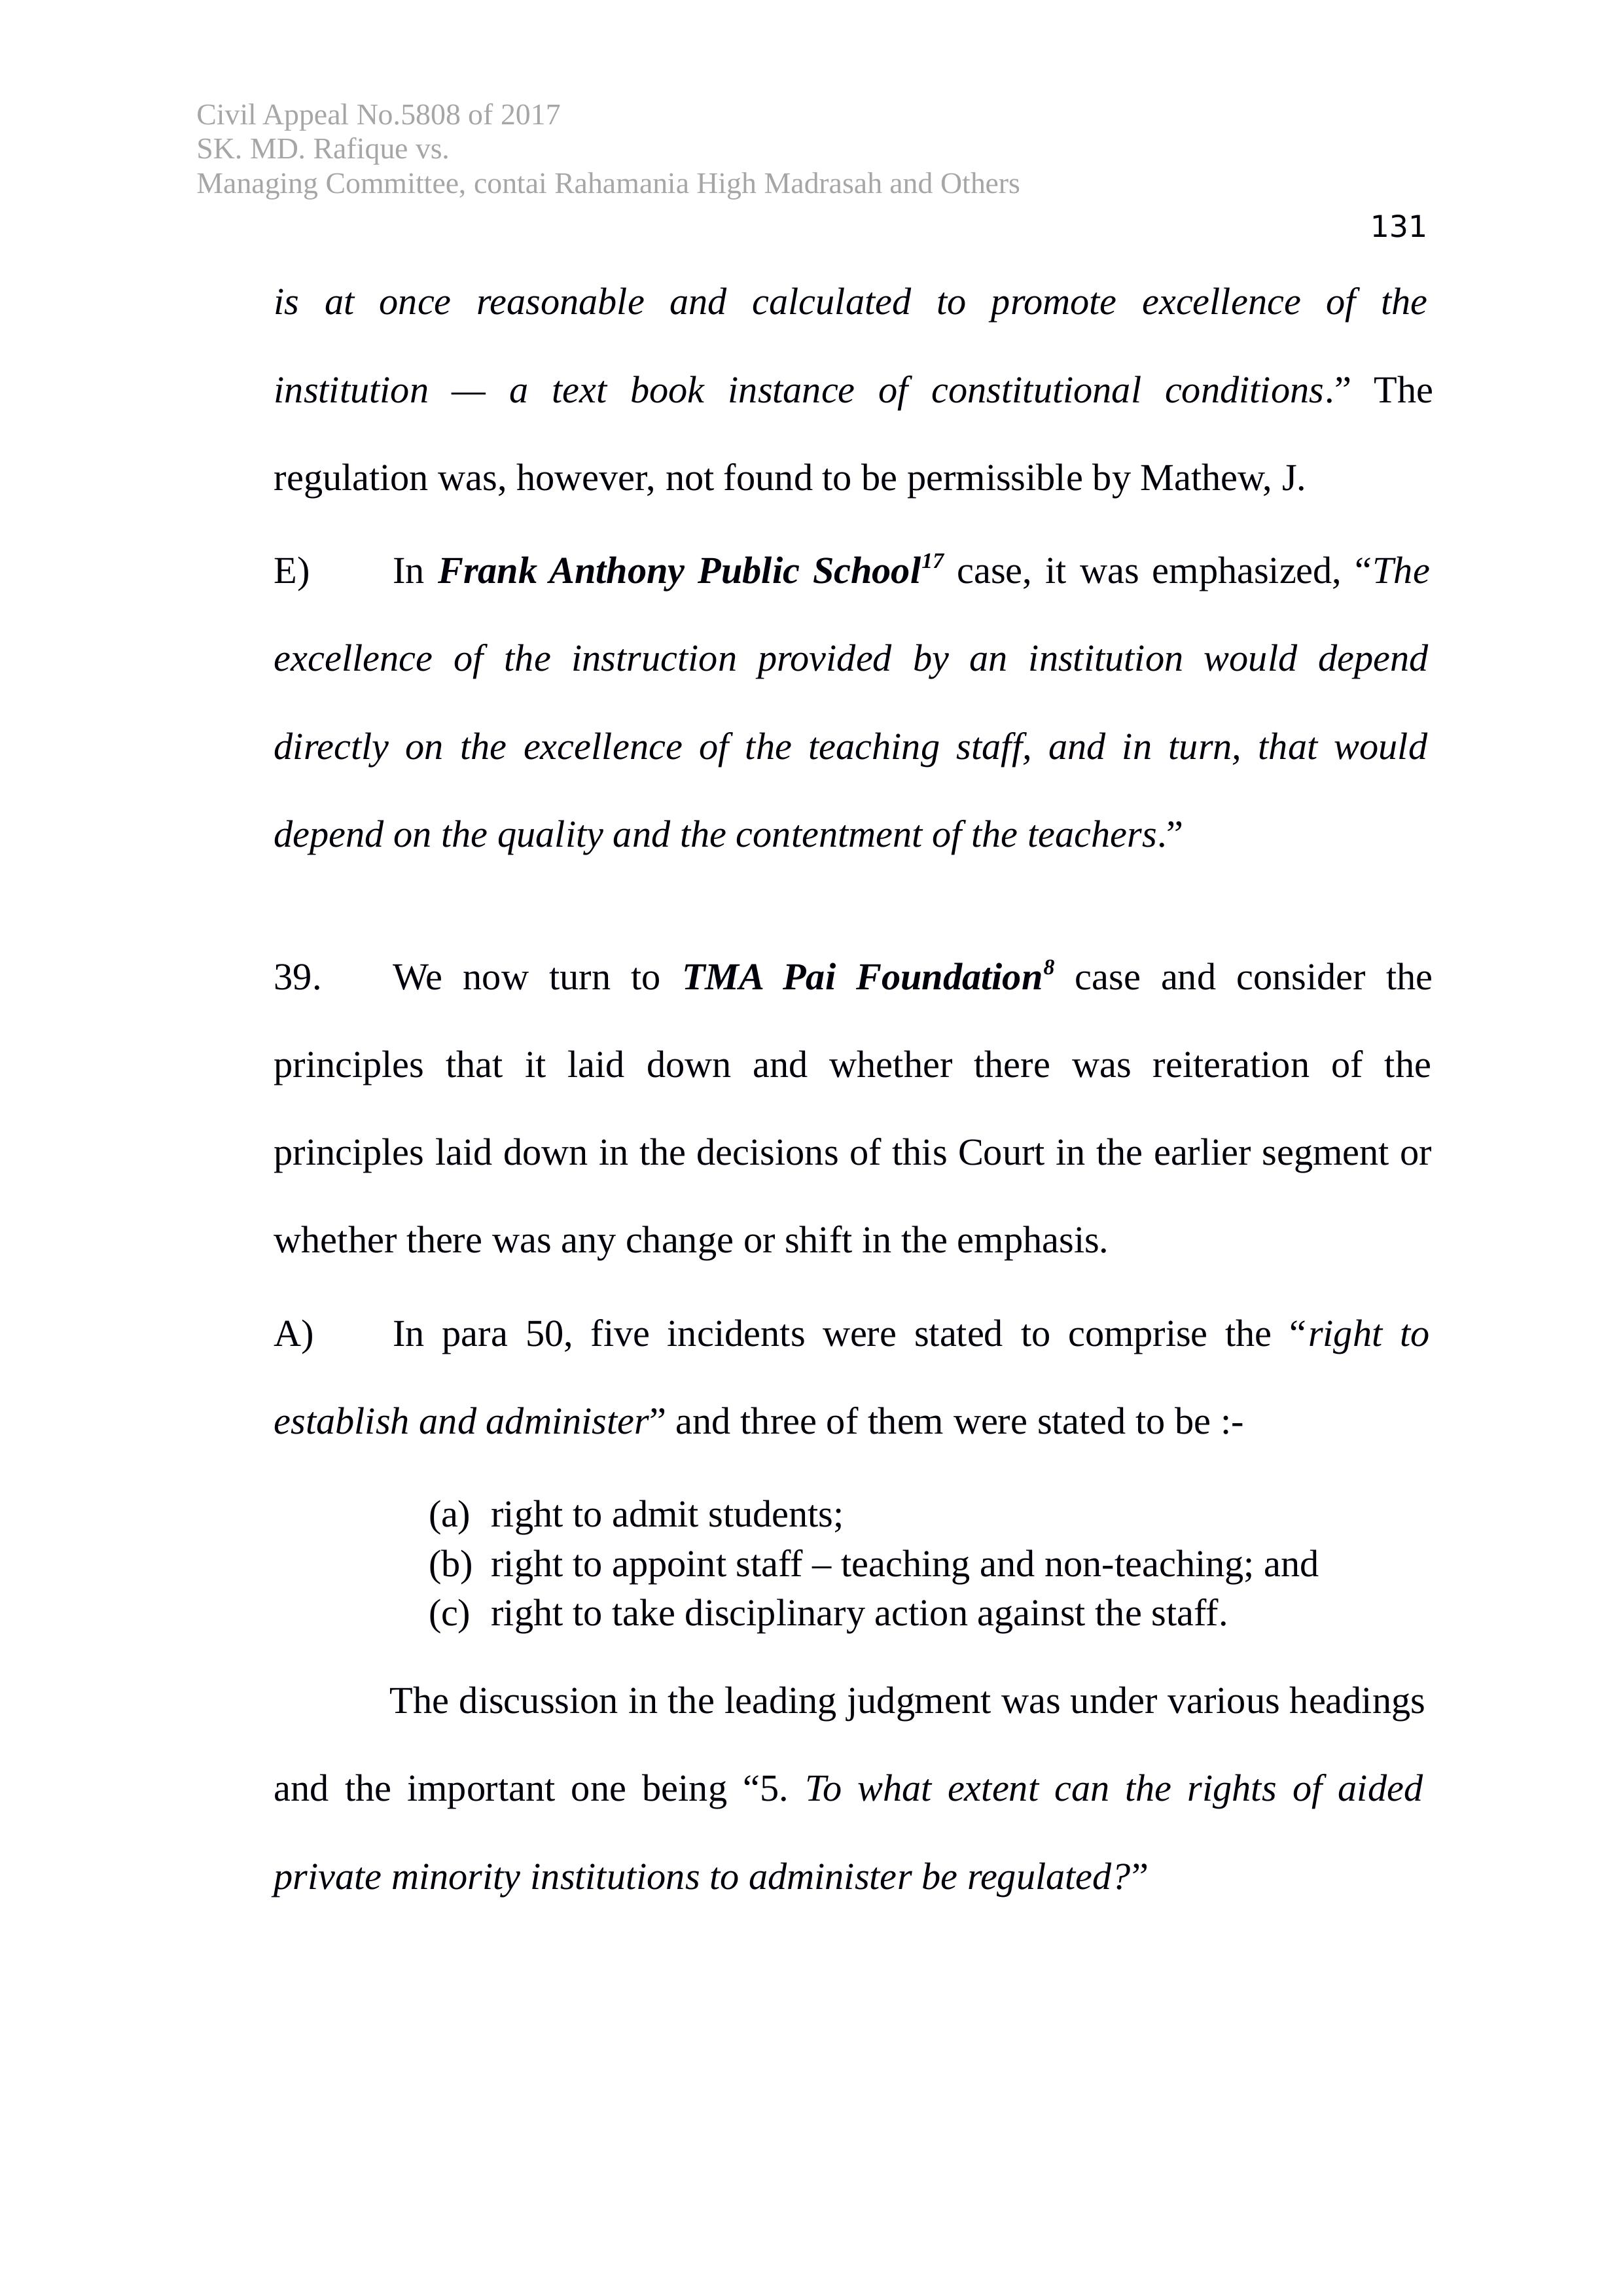 Civil Appeal No.5808 of 2017
SK. MD. Rafique vs.
Managing Committee, contai Rahamania High Madrasah and Others
131
is at once reasonable and calculated to promote excellence of the
institution — a text book instance of constitutional conditions.” The
regulation was, however, not found to be permissible by Mathew, J.
E) In Frank Anthony Public School17 case, it was emphasized, “The
excellence of the instruction provided by an institution would depend
directly on the excellence of the teaching staff, and in turn, that would
depend on the quality and the contentment of the teachers.”
39. We now turn to TMA Pai Foundation8 case and consider the
principles that it laid down and whether there was reiteration of the
principles laid down in the decisions of this Court in the earlier segment or
whether there was any change or shift in the emphasis.
A) In para 50, five incidents were stated to comprise the “right to
establish and administer” and three of them were stated to be :-
(a) right to admit students;
(b) right to appoint staff – teaching and non-teaching; and
(c) right to take disciplinary action against the staff.
The discussion in the leading judgment was under various headings
and the important one being “5. To what extent can the rights of aided
private minority institutions to administer be regulated?”